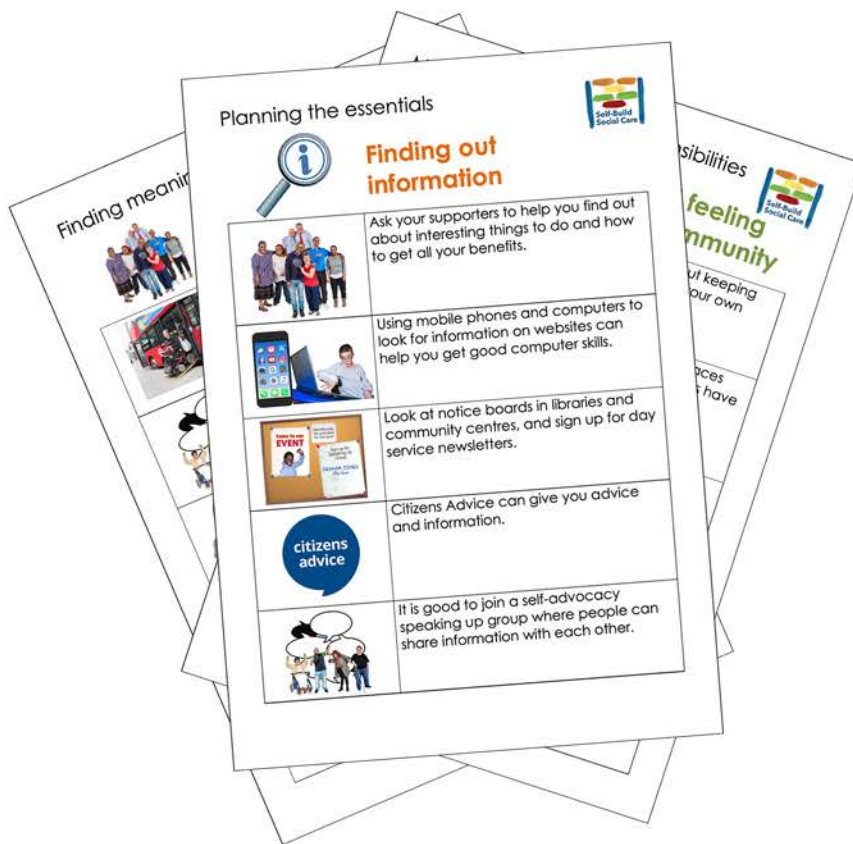 Planning the essentials
Self-Build
Social Care
Finding out
information
Ask your supporters to help you find out
about interesting things to do and how
to get all your benefits.
Using mobile phones and computers to
look for information on websites can
help you get good computer skills.
Look at notice boards in libraries and
community centres, and sign up for day
service newsletters.
Come to our
EVENT
Citizens Advice can give you advice
and information.
citizens
advice
It is good to join a self-advocacy
speaking up group where people can
share information with each other.
Finding
Self-Build
Social Care
feeling
keeping
your own
have